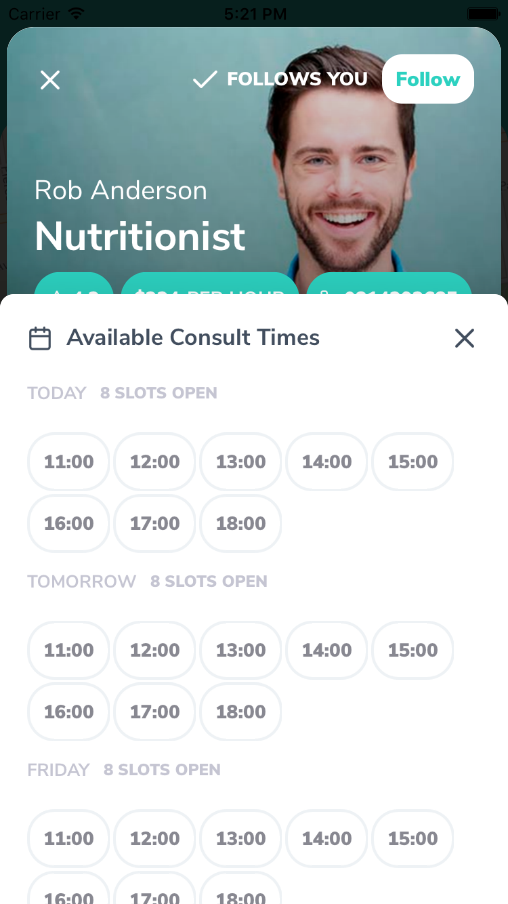 Carrier 5:21 PM
FOLLOWS YOU Follow
Rob Anderson
Nutritionist
PER HOUR
Available Consult Times
TODAY 8 SLOTS OPEN
11:00 12:00 13:00 14:00 15:00
16:00 17:00 18:00
TOMORROW 8 SLOTS OPEN
11:00 12:00 13:00 14:00 15:00
16:00 17:00 18:00
FRIDAY 8 SLOTS OPEN
11:00 12:00 13:00 14:00 15:00
16:00 17:00 18:00